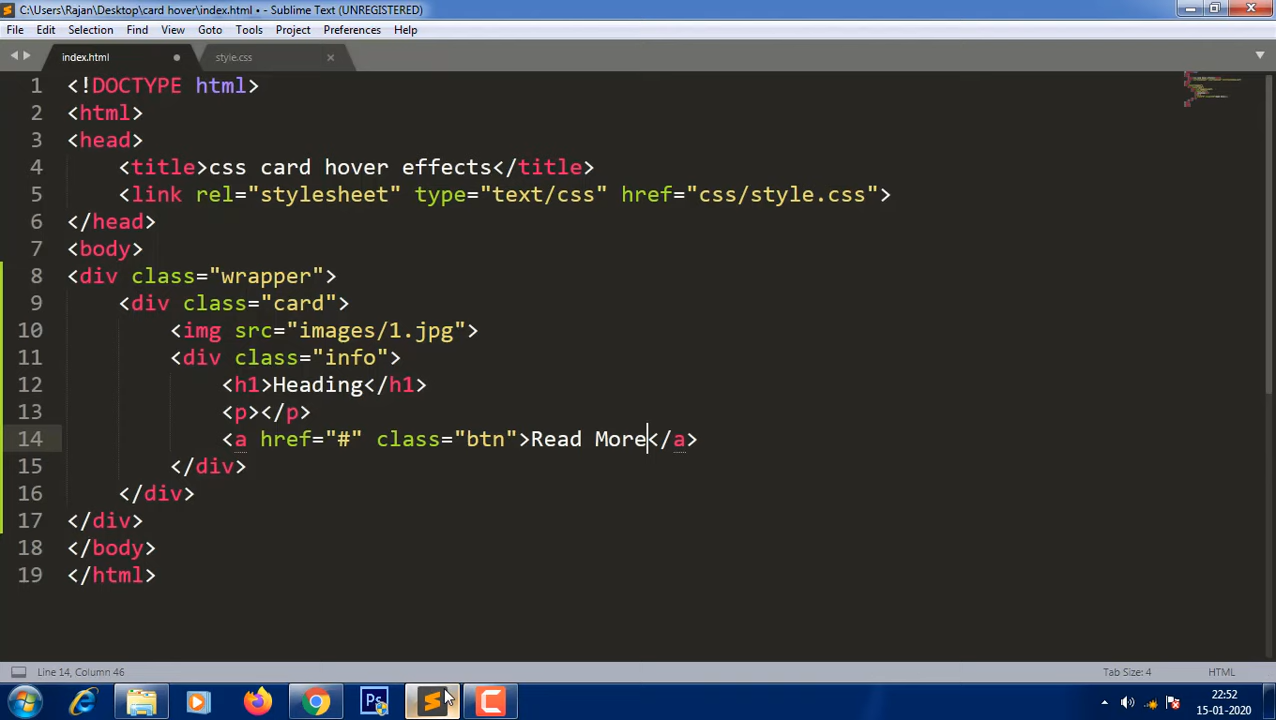 C:\Users\Rajan\Desktop\card hover\index.html • - Sublime Text (UNREGISTERED)
File Edit Selection Find View Goto Tools Project Preferences Help
index.html style.css
1 <!DOCTYPE html>
2 <html>
3 <head>
4 <title>css card hover effects</title>
5 <link rel="stylesheet" type="text/css" href="css/style.css">
6 </head>
7 <body>
8 <div class="wrapper">
9 <div class="card">
10 <img src="images/1.jpg">
11 <div class="info">
12 <h1>Heading</h1>
13 <p></p>
14 <a href="#" class="btn">Read More</a>
15 </div>
16 </div>
17 </div>
18 </body>
19 </html>
Line 14, Column 46 Tab Size: 4 HTML
22:52
15-01-2020